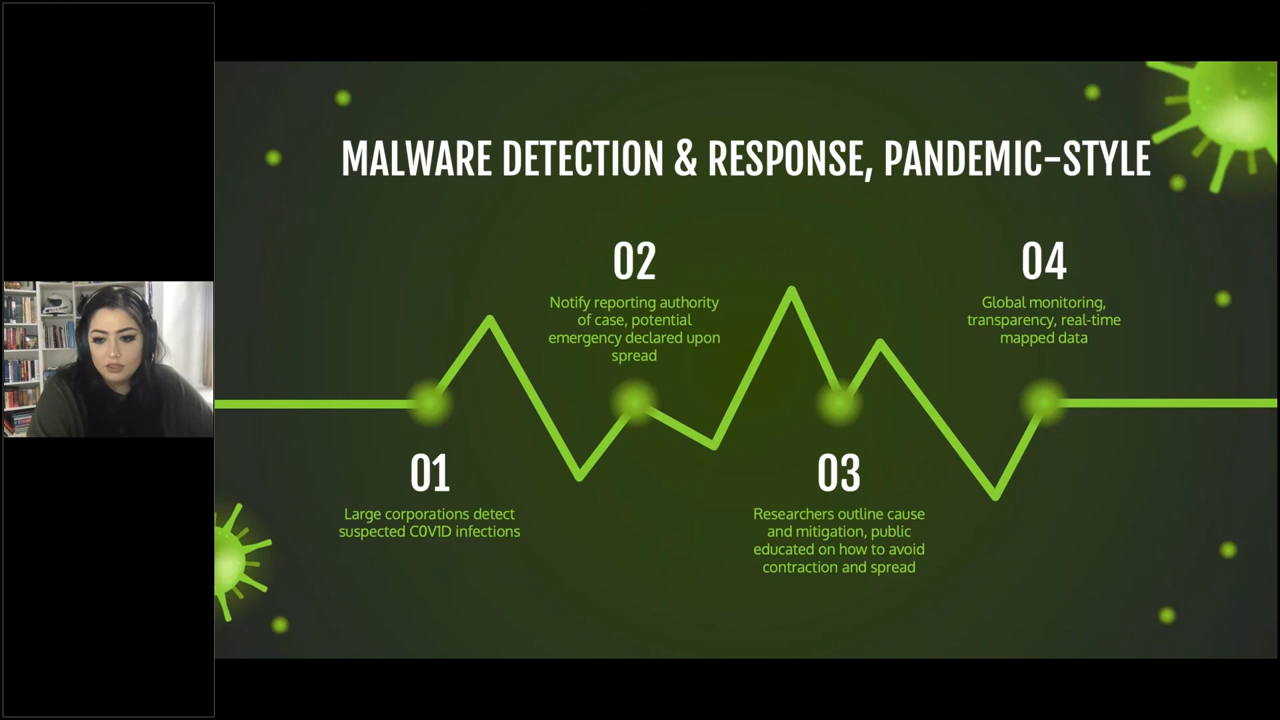 MALWARE DETECTION & RESPONSE, PANDEMIC-STYLE
01
Large corporations detect
suspected C0V1D infections
02
Notify reporting authority
of case, potential
emergency declared upon
spread
03
Researchers outline cause
and mitigation, public
educated on how to avoid
contraction and spread
04
Global monitoring,
transparency, real-time
mapped data